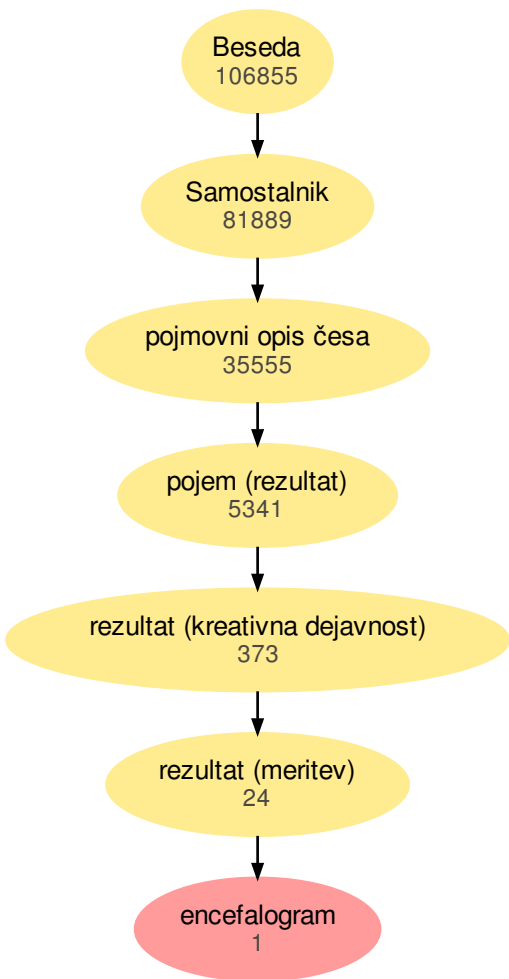 Beseda
106855
Samostalnik
81889
pojmovni opis česa
35555
pojem (rezultat)
5341
rezultat (kreativna dejavnost)
373
rezultat (meritev)
24
encefalogram
1